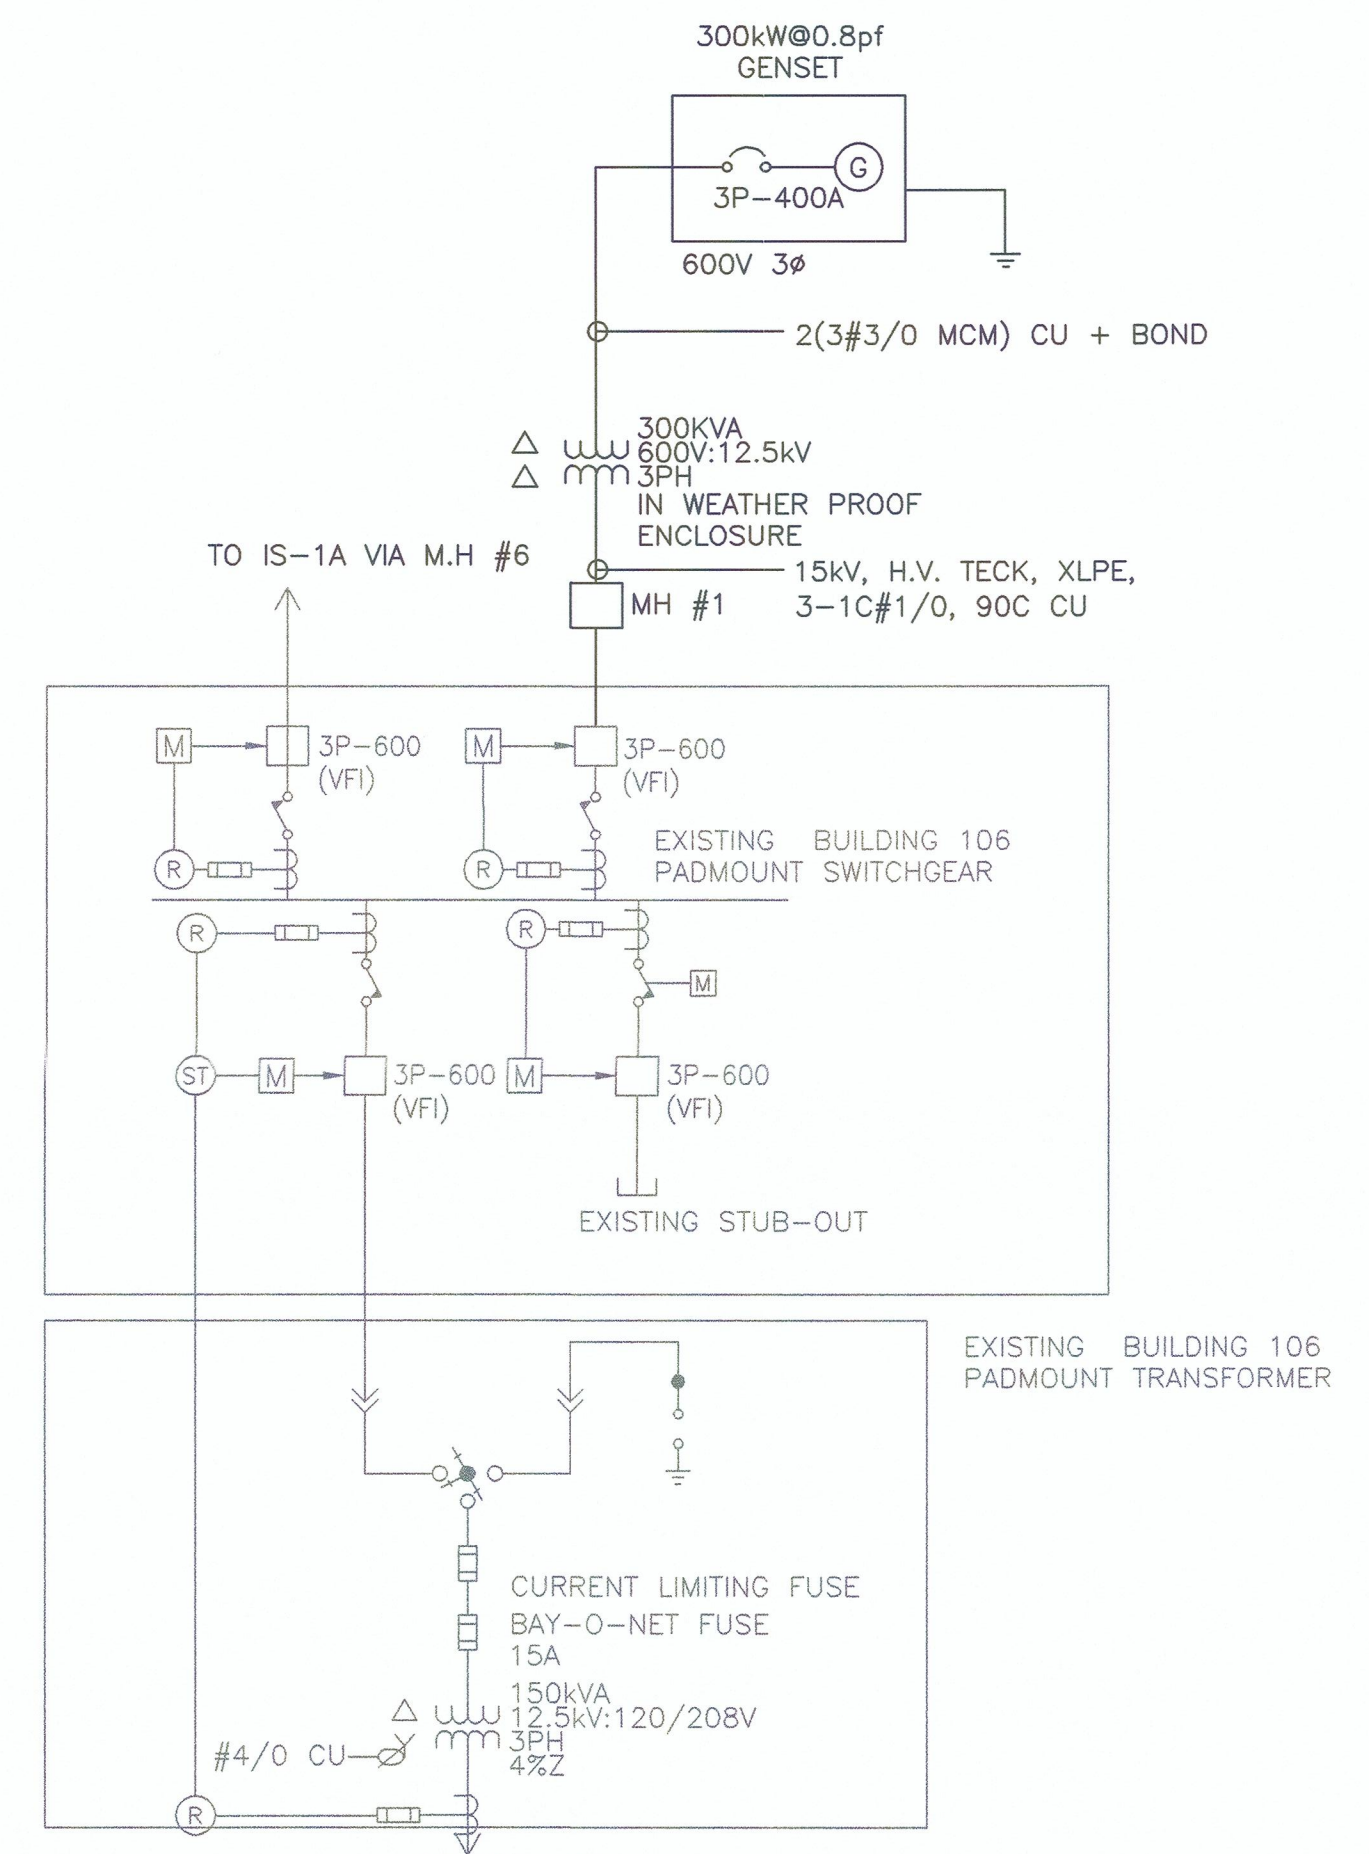 300kW@0.8pf
GENSET
G
3P-400A
600V 3ø
2(3#3/0 MCM) CU + BOND
300KVA
600V:12.5kV
3PH
IN WEATHER PROOF
ENCLOSURE
TO IS-1A VIA M.H #6
15kV, H.V. TECK, XLPE,
3-1C#1/0, 90C CU
MH #1
M
3P-600
(VFI)
M
3P-600
(VFI)
R
R
EXISTING BUILDING 106
PADMOUNT SWITCHGEAR
R
R
M
ST
M
3P-600
(VFI)
M
3P-600
(VFI)
EXISTING STUB-OUT
EXISTING BUILDING 106
PADMOUNT TRANSFORMER
CURRENT LIMITING FUSE
BAY-O-NET FUSE
15A
150kVA
12.5kV:120/208V
3PH
4%Z
#4/0 CU
R